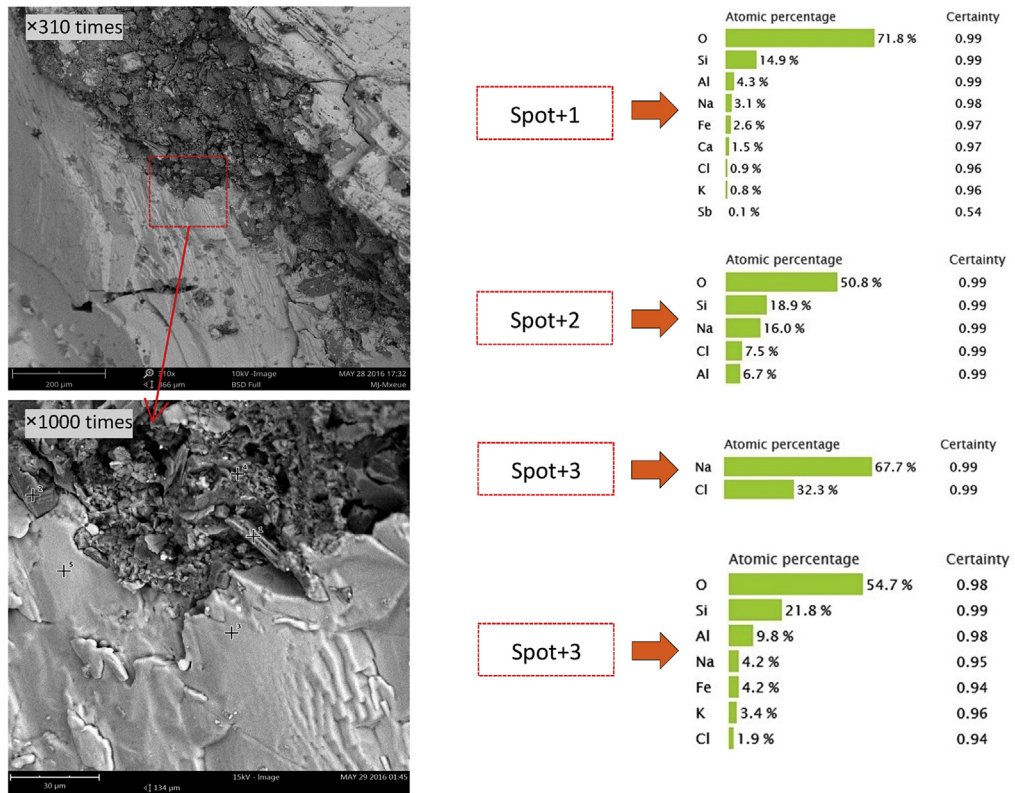 ×310 times
200 µm
310x
866 µm
10kV -Image
BSD Full
MAY 28 2016 17:32
MJ-Mxeue
×1000 times
2
4
5
3
30 µm
134 µm
15kV - Image
MAY 29 2016 01:45
Spot+1
Atomic percentage Certainty
O 71.8 % 0.99
Si 14.9 % 0.99
Al 4.3 % 0.99
Na 3.1 % 0.98
Fe 2.6 % 0.97
Ca 1.5 % 0.97
Cl 0.9 % 0.96
K 0.8 % 0.96
Sb 0.1 % 0.54
Spot+2
Atomic percentage Certainty
O 50.8 % 0.99
Si 18.9 % 0.99
Na 16.0 % 0.99
Cl 7.5 % 0.99
Al 6.7 % 0.99
Spot+3
Atomic percentage Certainty
Na 67.7 % 0.99
Cl 32.3 % 0.99
Spot+3
Atomic percentage Certainty
O 54.7 % 0.98
Si 21.8 % 0.99
Al 9.8 % 0.98
Na 4.2 % 0.95
Fe 4.2 % 0.94
K 3.4 % 0.96
Cl 1.9 % 0.94